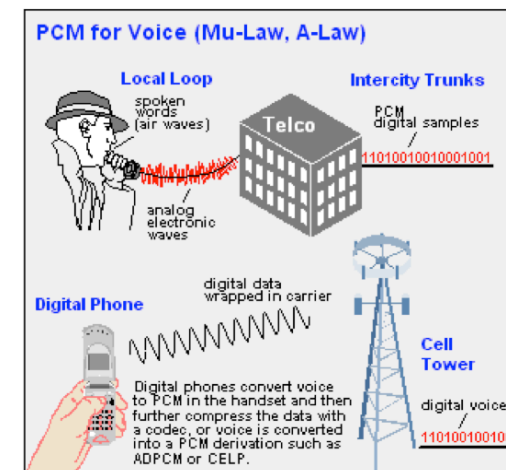 PCM for Voice (Mu-Law, A-Law)
Local Loop
spoken
words
(air waves)
Telco
Intercity Trunks
PCM
digital samples
11010010010001001
analog
electronic
waves
digital data
wrapped in carrier
Digital Phone
Cell
Tower
Digital phones convert voice
to PCM in the handset and then
further compress the data with
a codec, or voice is converted
into a PCM derivation such as
ADPCM or CELP.
digital voice
11010010010